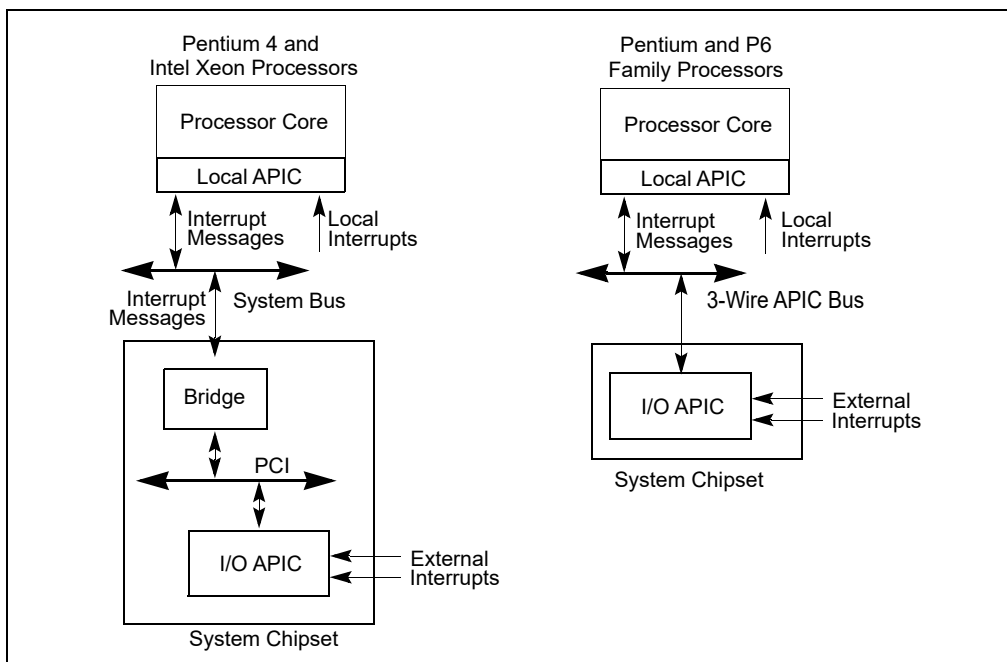 Pentium 4 and
Intel Xeon Processors
Processor Core
Local APIC
Interrupt
Messages
Local
Interrupts
Interrupt
Messages
System Bus
Bridge
PCI
I/O APIC
External
Interrupts
System Chipset
Pentium and P6
Family Processors
Processor Core
Local APIC
Interrupt
Messages
Local
Interrupts
3-Wire APIC Bus
I/O APIC
External
Interrupts
System Chipset